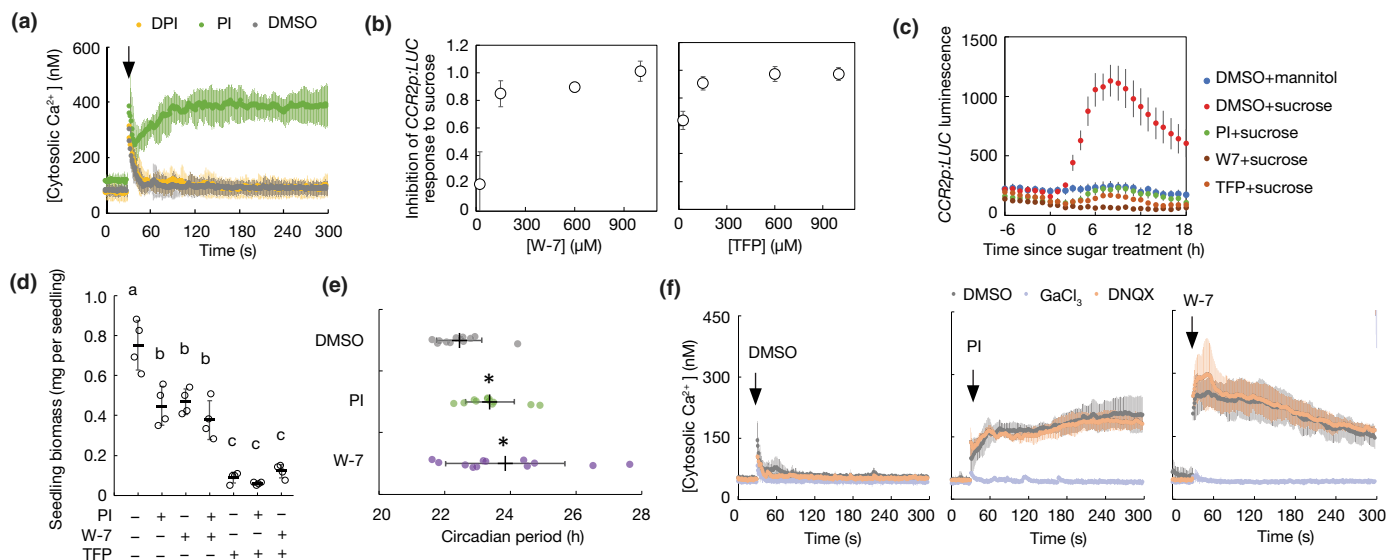 (a)
DPI PI DMSO
[Cytosolic Ca2+] (nM)
600
400
200
0
0 60 120 180 240 300
Time (s)
(b)
Inhibition of CCR2p:LUC
response to sucrose
1.2
1.0
0.8
0.6
0.4
0.2
0
0 300 600 900
[W-7] (µM)
0 300 600 900
[TFP] (µM)
(c)
CCR2p:LUC luminescence
1500
1000
500
0
-6 0 6 12 18
Time since sugar treatment (h)
DMSO+mannitol
DMSO+sucrose
PI+sucrose
W7+sucrose
TFP+sucrose
(d)
Seedling biomass (mg per seedling)
1.0
0.8
0.6
0.4
0.2
0
a b b b c c c
PI – + – + – + –
W-7 – – + + – – +
TFP – – – – + + +
(e)
DMSO
PI
W-7
*
*
20 22 24 26 28
Circadian period (h)
(f)
DMSO GaCl3 DNQX
[Cytosolic Ca2+] (nM)
450
300
150
0
DMSO
0 60 120 180 240 300
Time (s)
PI
0 60 120 180 240 300
Time (s)
W-7
0 60 120 180 240 300
Time (s)